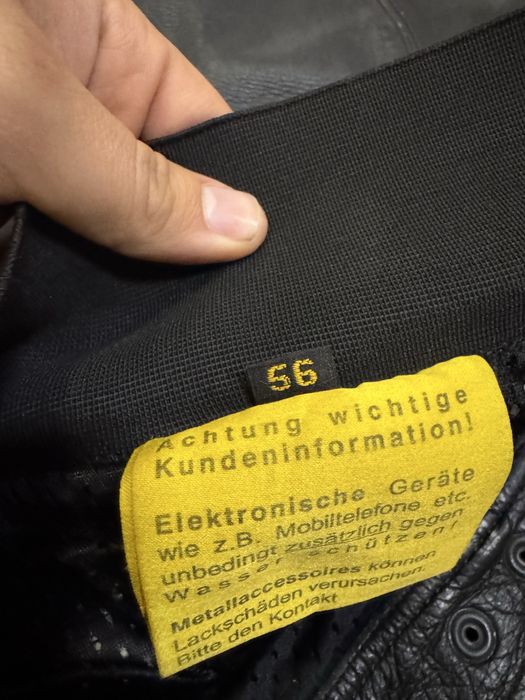 56
Achtung wichtige
Kundeninformation!
Elektronische Geräte
wie z.B. Mobiltelefone etc.
unbedingt zusätzlich gegen
Wasser schützen!
Metallaccessoires können
Lackschäden verursachen.
Bitte den Kontakt